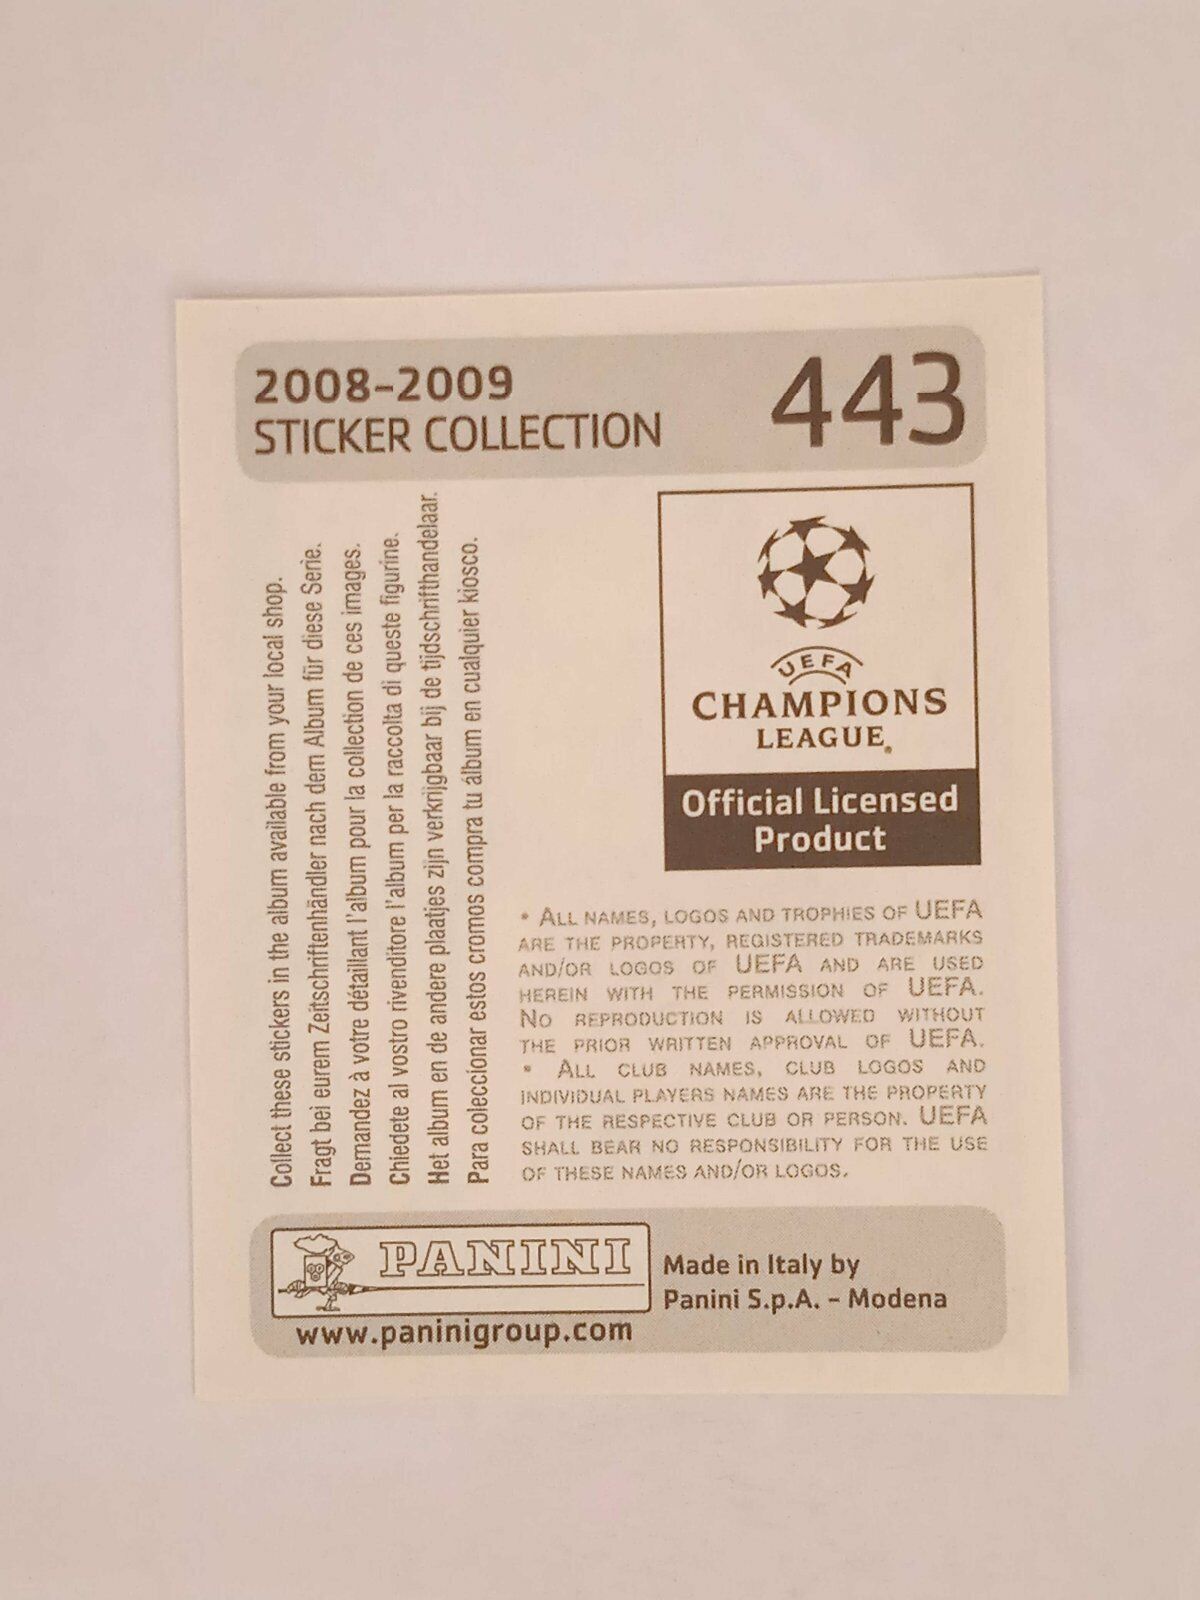 2008-2009
STICKER COLLECTION
443
Collect these stickers in the album available from your local shop.
Fragt bei eurem Zeitschriftenhändler nach dem Album für diese Serie.
Demandez à votre détaillant l'album pour la collection de ces images.
Chiedete al vostro rivenditore l'album per la raccolta di queste figurine.
Het album en de andere plaatjes zijn verkrijgbaar bij de tijdschrifthandelaar.
Para coleccionar estos cromos compra tu álbum en cualquier kiosco.
UEFA
CHAMPIONS
LEAGUE®
Official Licensed
Product
• ALL NAMES, LOGOS AND TROPHIES OF UEFA
ARE THE PROPERTY, REGISTERED TRADEMARKS
AND/OR LOGOS OF UEFA AND ARE USED
HEREIN WITH THE PERMISSION OF UEFA.
NO REPRODUCTION IS ALLOWED WITHOUT
THE PRIOR WRITTEN APPROVAL OF UEFA.
• ALL CLUB NAMES, CLUB LOGOS AND
INDIVIDUAL PLAYERS NAMES ARE THE PROPERTY
OF THE RESPECTIVE CLUB OR PERSON. UEFA
SHALL BEAR NO RESPONSIBILITY FOR THE USE
OF THESE NAMES AND/OR LOGOS.
PANINI
www.paninigroup.com
Made in Italy by
Panini S.p.A. - Modena